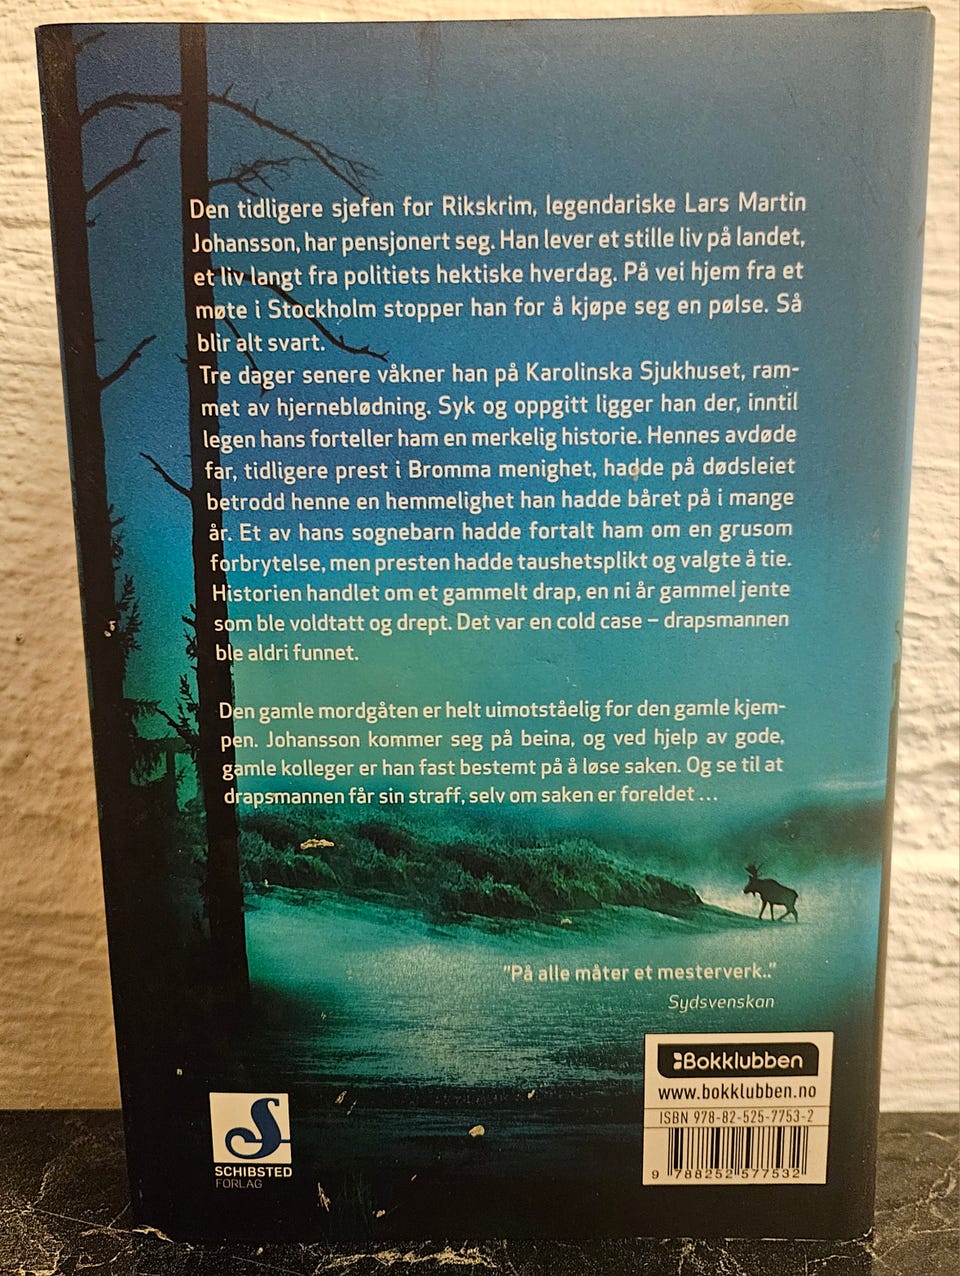 Den tidligere sjefen for Rikskrim, legendariske Lars Martin
Johansson, har pensjonert seg. Han lever et stille liv på landet,
et liv langt fra politiets hektiske hverdag. På vei hjem fra et
møte i Stockholm stopper han for å kjøpe seg en pølse. Så
blir alt svart.
Tre dager senere våkner han på Karolinska Sjukhuset, ram-
met av hjerneblødning. Syk og oppgitt ligger han der, inntil
legen hans forteller ham en merkelig historie. Hennes avdøde
far, tidligere prest i Bromma menighet, hadde på dødsleiet
betrodd henne en hemmelighet han hadde båret på i mange
år. Et av hans sognebarn hadde fortalt ham om en grusom
forbrytelse, men presten hadde taushetsplikt og valgte å tie.
Historien handlet om et gammelt drap, en ni år gammel jente
som ble voldtatt og drept. Det var en cold case – drapsmannen
ble aldri funnet.
Den gamle mordgåten er helt uimotståelig for den gamle kjem-
pen. Johansson kommer seg på beina, og ved hjelp av gode,
gamle kolleger er han fast bestemt på å løse saken. Og se til at
drapsmannen får sin straff, selv om saken er foreldet ...
"På alle måter et mesterverk.."
Sydsvenskan
Bokklubben
www.bokklubben.no
ISBN 978-82-525-7753-2
9 788252 577532
S
SCHIBSTED
FORLAG